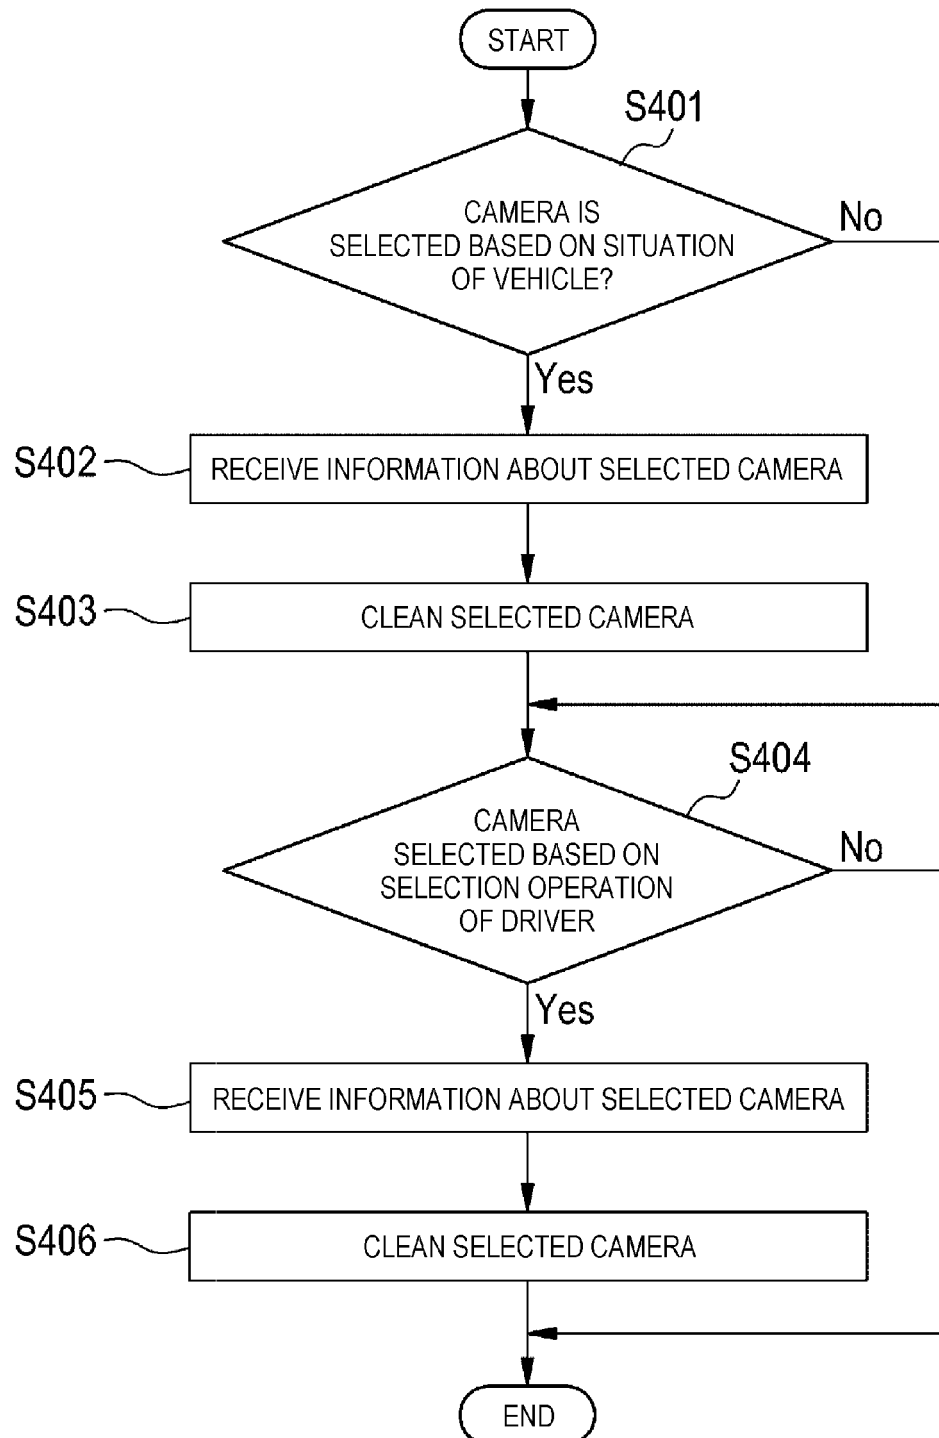 START
S401
CAMERA IS
SELECTED BASED ON SITUATION
OF VEHICLE?
No
Yes
S402
RECEIVE INFORMATION ABOUT SELECTED CAMERA
S403
CLEAN SELECTED CAMERA
S404
CAMERA
SELECTED BASED ON
SELECTION OPERATION
OF DRIVER
No
Yes
S405
RECEIVE INFORMATION ABOUT SELECTED CAMERA
S406
CLEAN SELECTED CAMERA
END